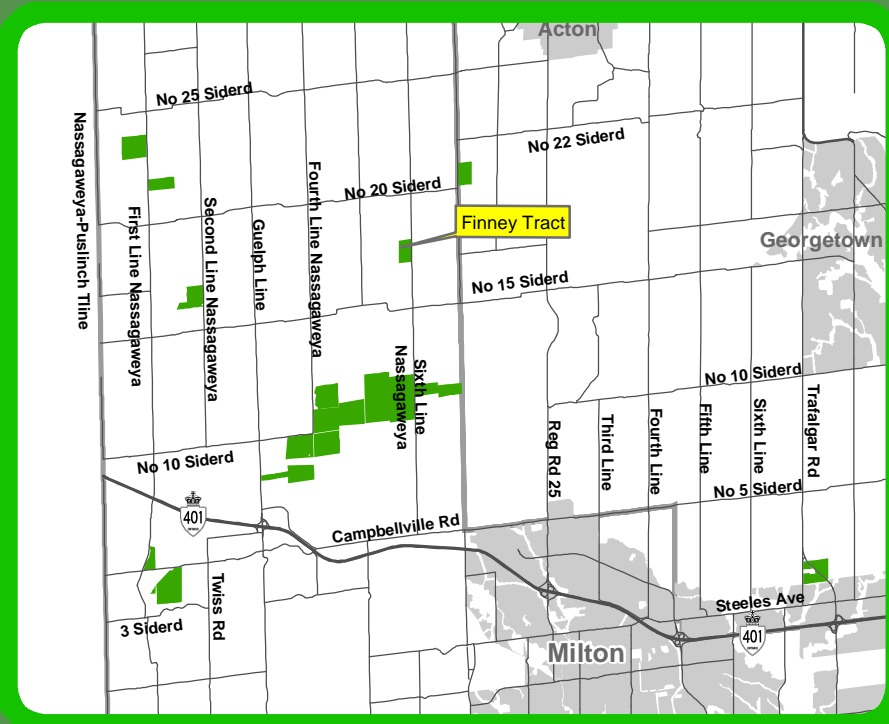 Acton
No 25 Siderd
No 22 Siderd
Nassagaweya-Puslinch Tline
First Line Nassagaweya
Second Line Nassagaweya
Guelph Line
Fourth Line Nassagaweya
No 20 Siderd
Finney Tract
Georgetown
No 15 Siderd
Sixth Line
Nassagaweya
No 10 Siderd
Reg Rd 25
Third Line
Fourth Line
Fifth Line
Sixth Line
Trafalgar Rd
No 10 Siderd
No 5 Siderd
401
ONTARIO
Campbellville Rd
Twiss Rd
3 Siderd
Steeles Ave
401
ONTARIO
Milton